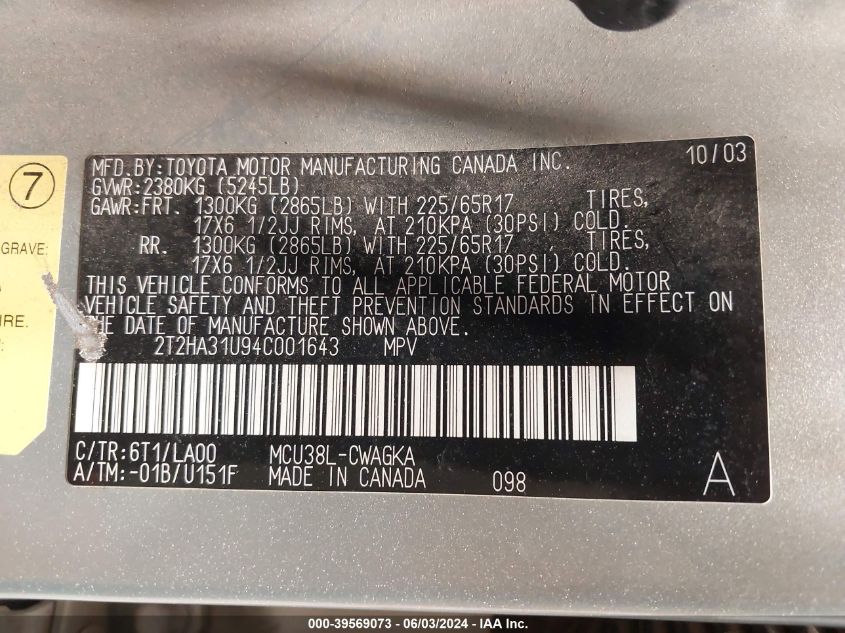 7
GRAVE:
URE.
MFD.BY:TOYOTA MOTOR MANUFACTURING CANADA INC. 10/03
GVWR:2380KG (5245LB)
GAWR:FRT. 1300KG (2865LB) WITH 225/65R17 TIRES,
17X6 1/2JJ RIMS, AT 210KPA (30PSI) COLD.
RR. 1300KG (2865LB) WITH 225/65R17 TIRES,
17X6 1/2JJ RIMS, AT 210KPA (30PSI) COLD.
THIS VEHICLE CONFORMS TO ALL APPLICABLE FEDERAL MOTOR
VEHICLE SAFETY AND THEFT PREVENTION STANDARDS IN EFFECT ON
THE DATE OF MANUFACTURE SHOWN ABOVE.
2T2HA31U94C001643 MPV
C/TR:6T1/LA00 MCU38L-CWAGKA
A/TM:-01B/U151F MADE IN CANADA 098 A
000-39569073 - 06/03/2024 - IAA Inc.